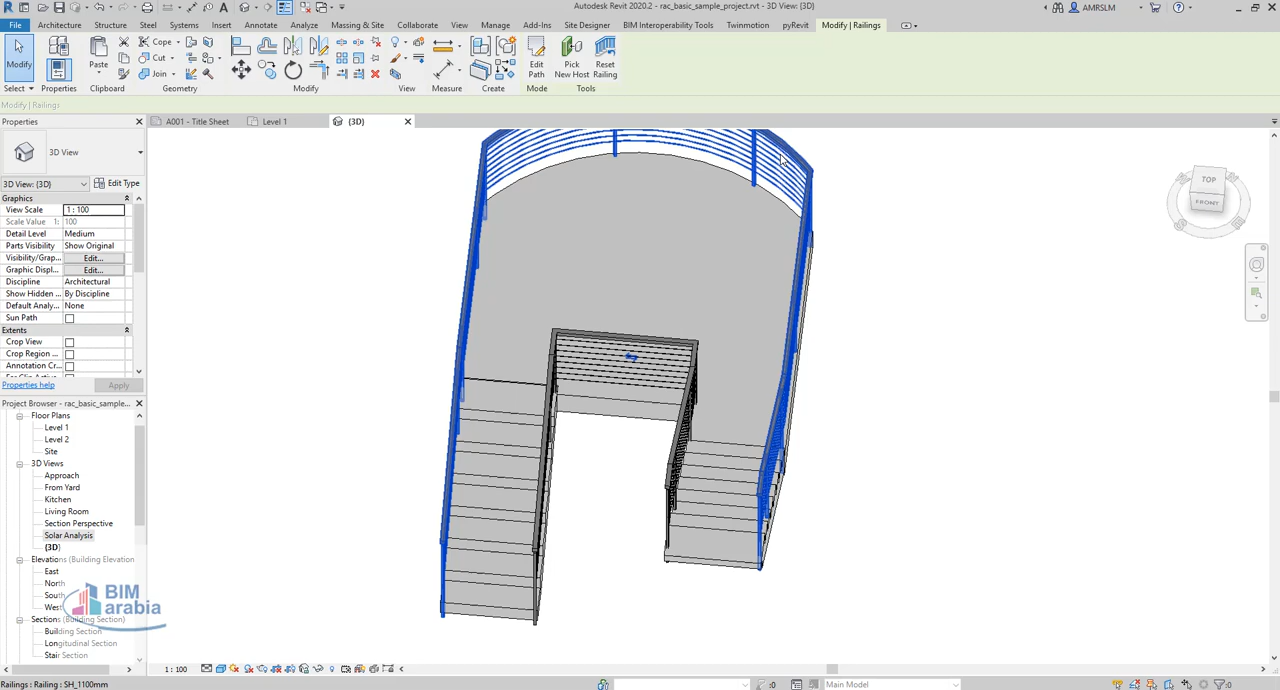 Autodesk Revit 2020.2 - rac_basic_sample_project.rvt - 3D View: {3D}
AMRSLM
File Architecture Structure Steel Systems Insert Annotate Analyze Massing & Site Collaborate View Manage Add-Ins Site Designer BIM Interoperability Tools Twinmotion pyRevit Modify | Railings
Modify Paste Cope Cut Join Edit Path Pick New Host Reset Railing
Select Properties Clipboard Geometry Modify View Measure Create Mode Tools
Modify | Railings
Properties
A001 - Title Sheet
Level 1
{3D}
3D View
3D View: {3D}
Edit Type
Graphics
View Scale 1 : 100
Scale Value 1: 100
Detail Level Medium
Parts Visibility Show Original
Visibility/Grap... Edit...
Graphic Displ... Edit...
Discipline Architectural
Show Hidden ... By Discipline
Default Analy... None
Sun Path
Extents
Crop View
Crop Region ...
Annotation Cr...
Properties help
Apply
Project Browser - rac_basic_sample...
Floor Plans
Level 1
Level 2
Site
3D Views
Approach
From Yard
Kitchen
Living Room
Section Perspective
Solar Analysis
{3D}
Elevations (Building Elevation)
East
North
Sections (Building Section)
Longitudinal Section
Stair Section
BIM
arabia
TOP
FRONT
1 : 100
Railings : Railing : SH_1100mm
:0
Main Model
:0